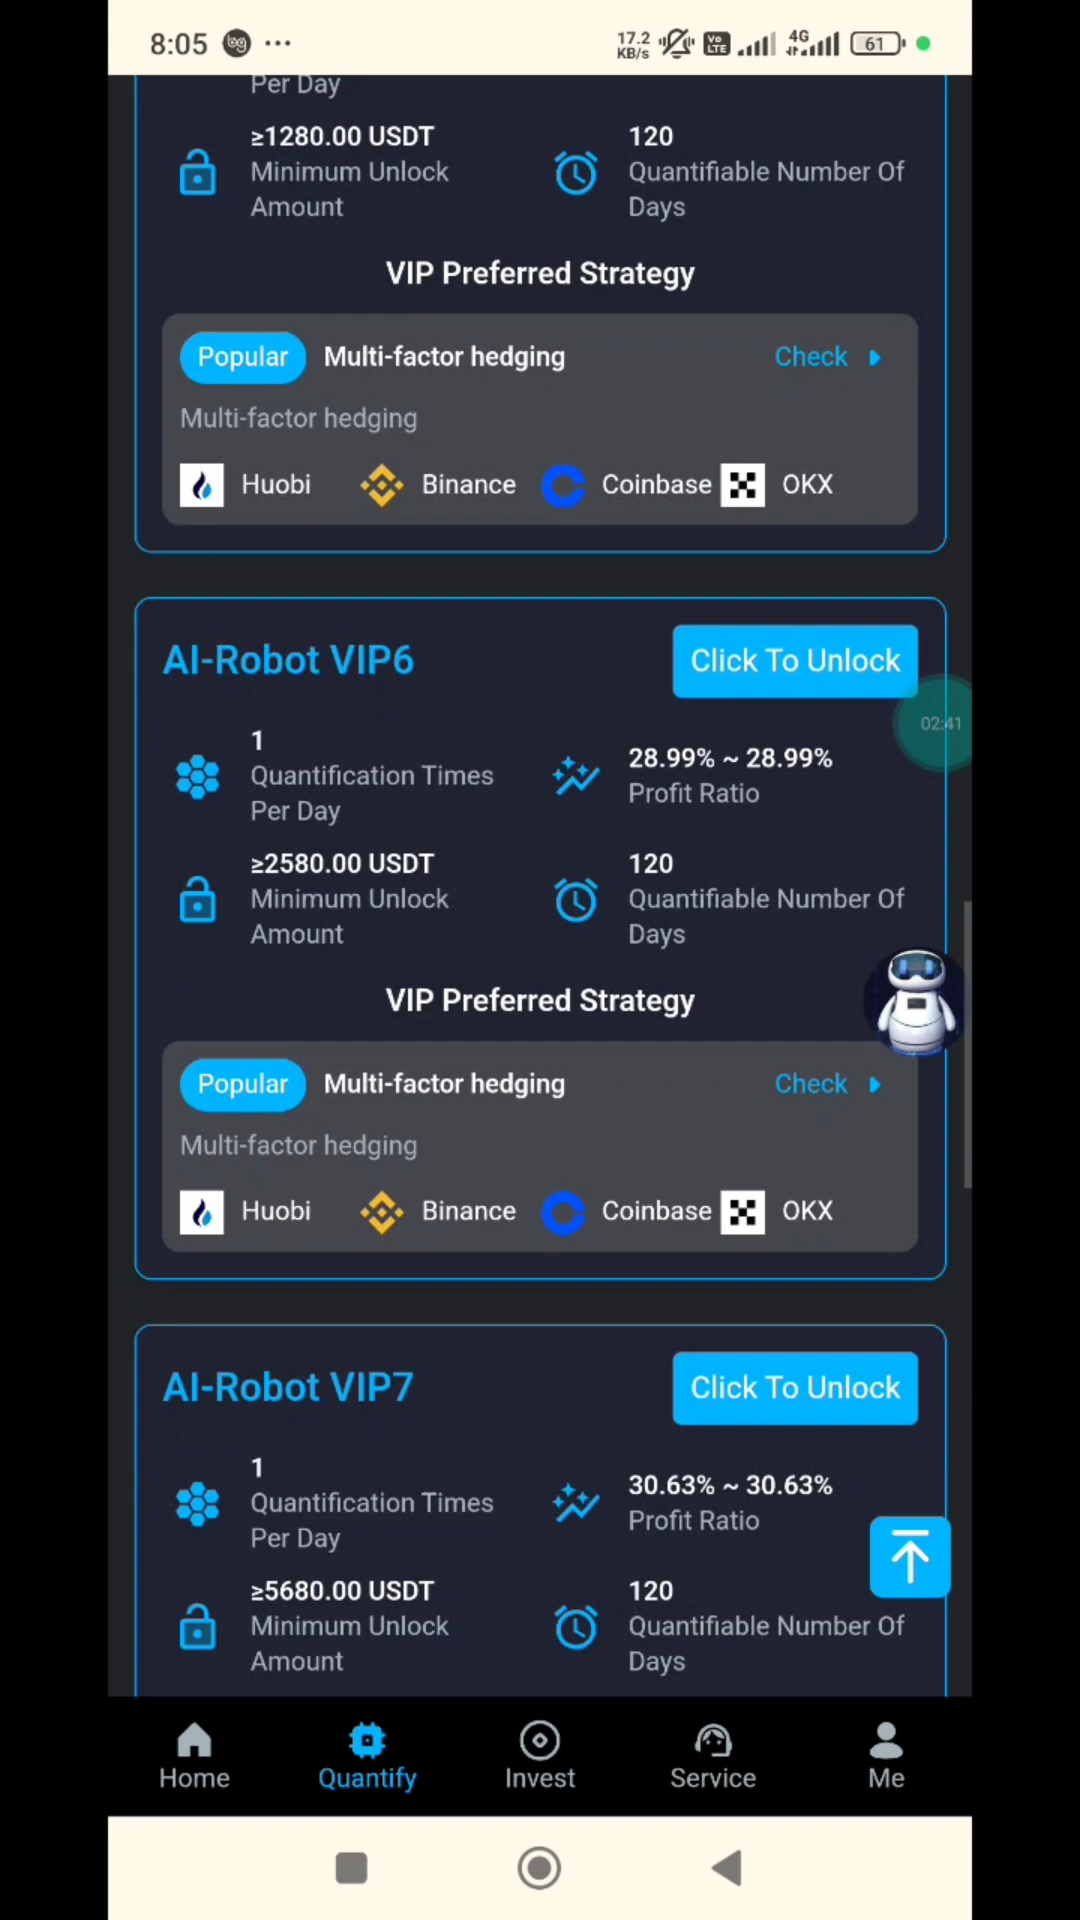 8:05
17.2
KB/s
Vo
LTE
4G
61
Per Day
≥1280.00 USDT
Minimum Unlock
Amount
120
Quantifiable Number Of
Days
VIP Preferred Strategy
Popular
Multi-factor hedging
Check
Multi-factor hedging
Huobi
Binance
Coinbase
OKX
AI-Robot VIP6
Click To Unlock
02:41
1
Quantification Times
Per Day
28.99% ~ 28.99%
Profit Ratio
≥2580.00 USDT
Minimum Unlock
Amount
120
Quantifiable Number Of
Days
VIP Preferred Strategy
Popular
Multi-factor hedging
Check
Multi-factor hedging
Huobi
Binance
Coinbase
OKX
AI-Robot VIP7
Click To Unlock
1
Quantification Times
Per Day
30.63% ~ 30.63%
Profit Ratio
≥5680.00 USDT
Minimum Unlock
Amount
120
Quantifiable Number Of
Days
Home
Quantify
Invest
Service
Me